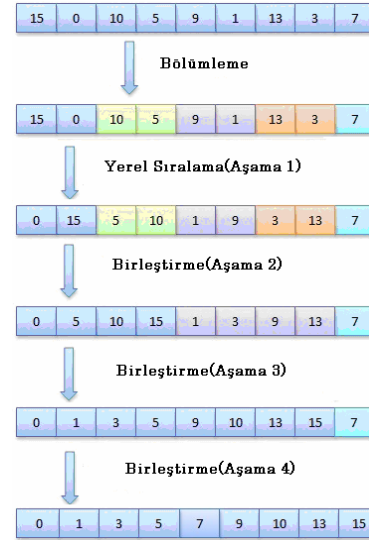 15 0 10 5 9 1 13 3 7
Bölümleme
15 0 10 5 9 1 13 3 7
Yerel Sıralama(Aşama 1)
0 15 5 10 1 9 3 13 7
Birleştirme(Aşama 2)
0 5 10 15 1 3 9 13 7
Birleştirme(Aşama 3)
0 1 3 5 9 10 13 15 7
Birleştirme(Aşama 4)
0 1 3 5 7 9 10 13 15